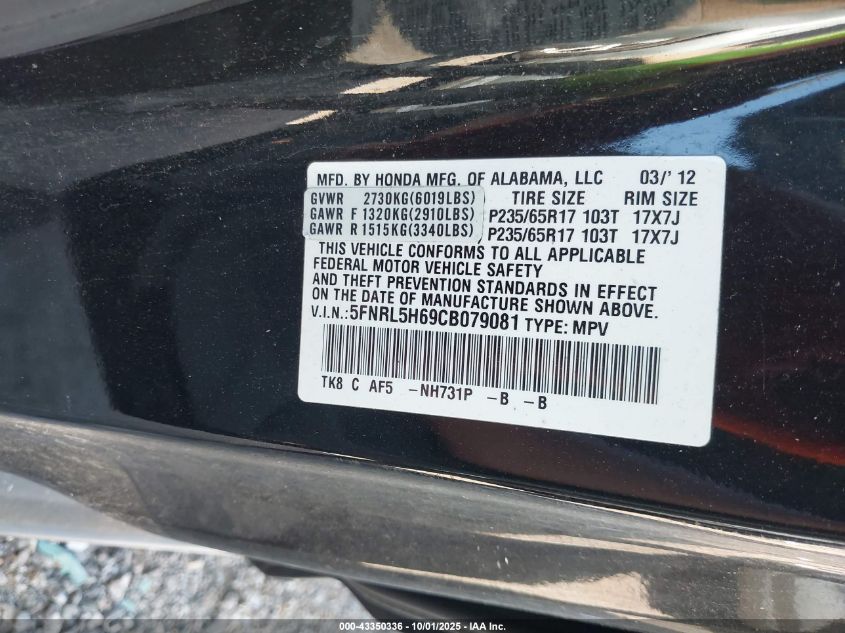 MFD. BY HONDA MFG. OF ALABAMA, LLC 03/' 12
GVWR 2730KG(6019LBS) TIRE SIZE RIM SIZE
GAWR F 1320KG(2910LBS) P235/65R17 103T 17X7J
GAWR R 1515KG(3340LBS), P235/65R17 103T 17X7J
THIS VEHICLE CONFORMS TO ALL APPLICABLE
FEDERAL MOTOR VEHICLE SAFETY
AND THEFT PREVENTION STANDARDS IN EFFECT
ON THE DATE OF MANUFACTURE SHOWN ABOVE.
V.I.N.:5FNRL5H69CB079081 TYPE: MPV
TK8 C AF5 -NH731P -B -B
000-43350336 - 10/01/2025 - IAA Inc.